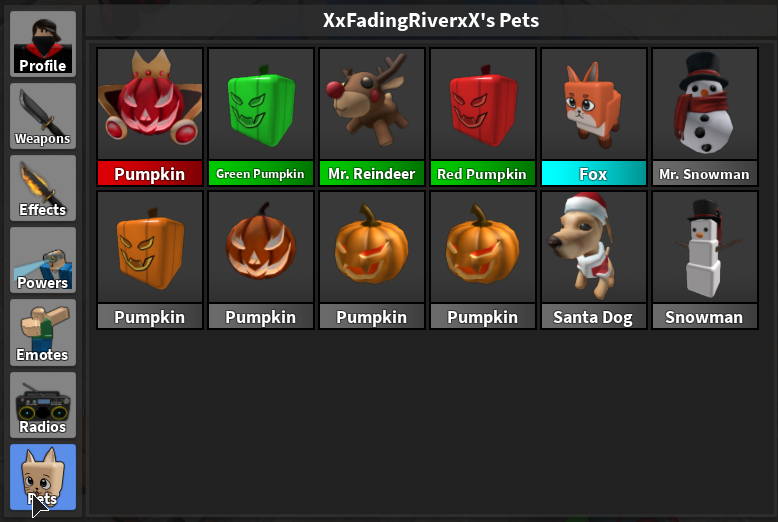 XxFadingRiverxX's Pets
Profile
Weapons
Effects
Powers
Emotes
Radios
Pets
Pumpkin
Green Pumpkin
Mr. Reindeer
Red Pumpkin
Fox
Mr. Snowman
Pumpkin
Pumpkin
Pumpkin
Pumpkin
Santa Dog
Snowman